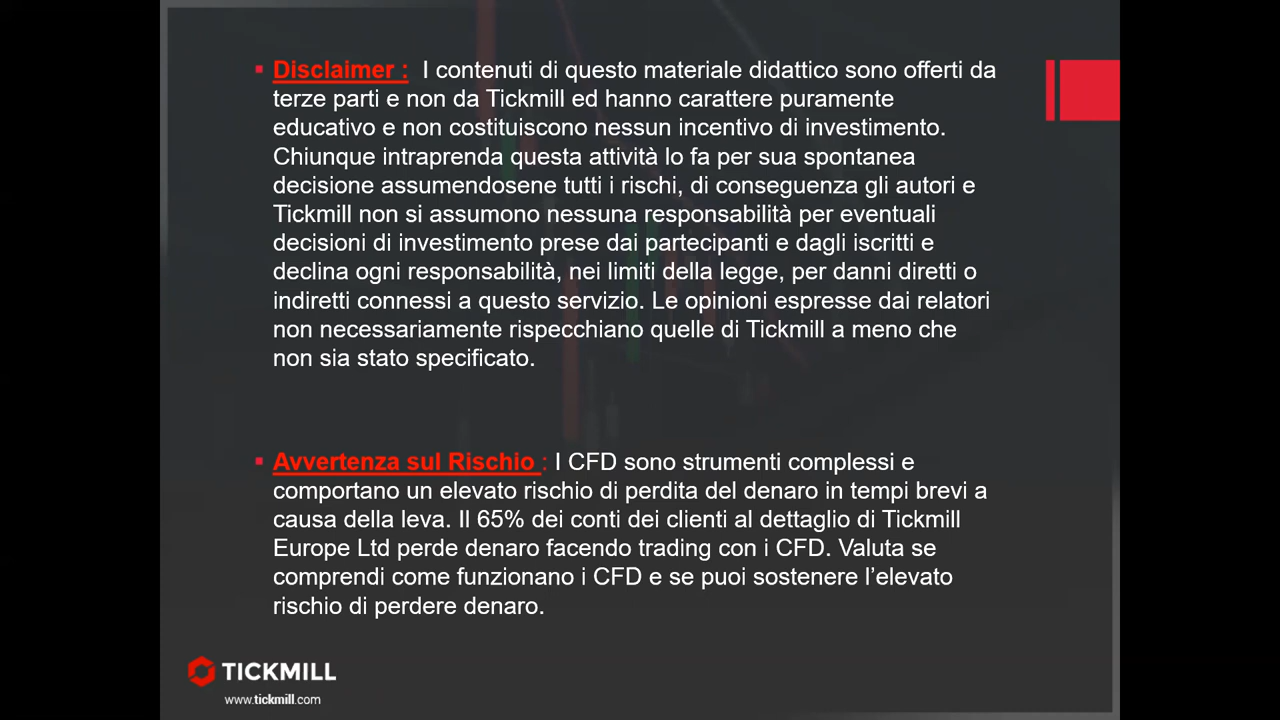 Disclaimer :  I contenuti di questo materiale didattico sono offerti da
terze parti e non da Tickmill ed hanno carattere puramente
educativo e non costituiscono nessun incentivo di investimento.
Chiunque intraprenda questa attività lo fa per sua spontanea
decisione assumendosene tutti i rischi, di conseguenza gli autori e
Tickmill non si assumono nessuna responsabilità per eventuali
decisioni di investimento prese dai partecipanti e dagli iscritti e
declina ogni responsabilità, nei limiti della legge, per danni diretti o
indiretti connessi a questo servizio. Le opinioni espresse dai relatori
non necessariamente rispecchiano quelle di Tickmill a meno che
non sia stato specificato.
Avvertenza sul Rischio : I CFD sono strumenti complessi e
comportano un elevato rischio di perdita del denaro in tempi brevi a
causa della leva. Il 65% dei conti dei clienti al dettaglio di Tickmill
Europe Ltd perde denaro facendo trading con i CFD. Valuta se
comprendi come funzionano i CFD e se puoi sostenere l’elevato
rischio di perdere denaro.
TICKMILL
www.tickmill.com